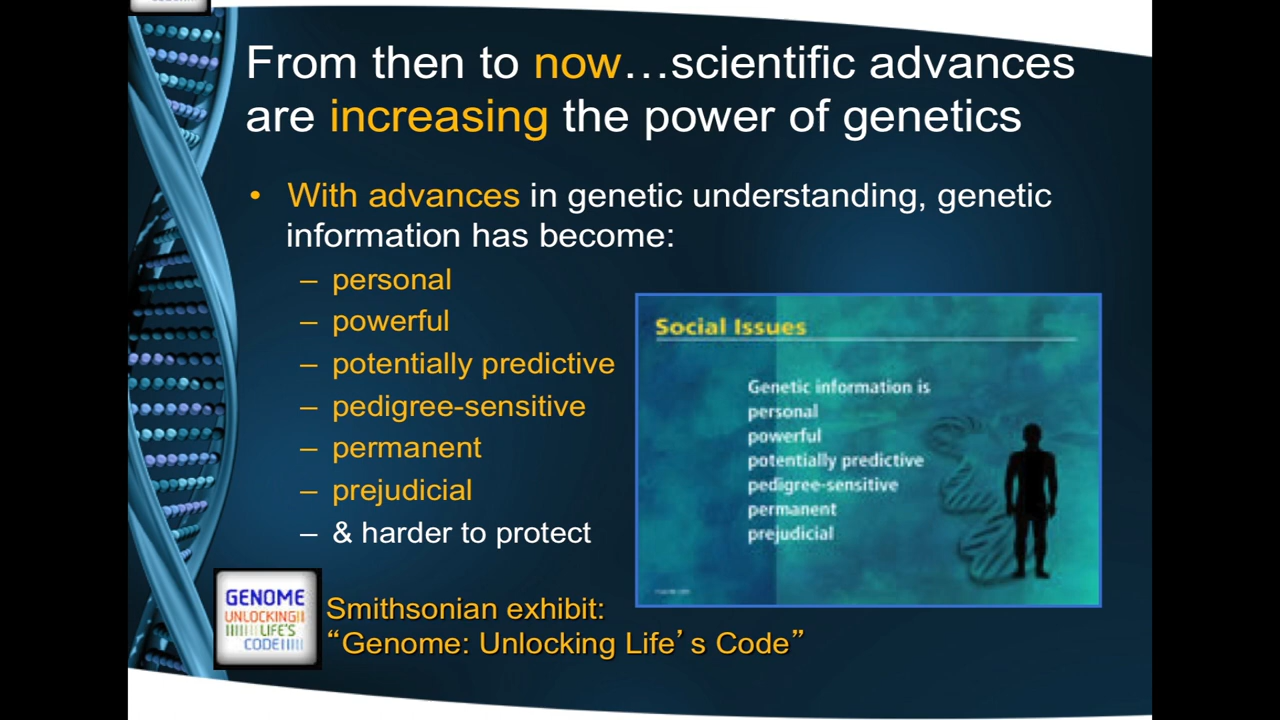 From then to now…scientific advances
are increasing the power of genetics
• With advances in genetic understanding, genetic
information has become:
– personal
– powerful
– potentially predictive
– pedigree-sensitive
– permanent
– prejudicial
– & harder to protect
Social Issues
Genetic information is
personal
powerful
potentially predictive
pedigree-sensitive
permanent
prejudicial
GENOME
UNLOCKING
LIFE'S
CODE
Smithsonian exhibit:
“Genome: Unlocking Life’s Code”